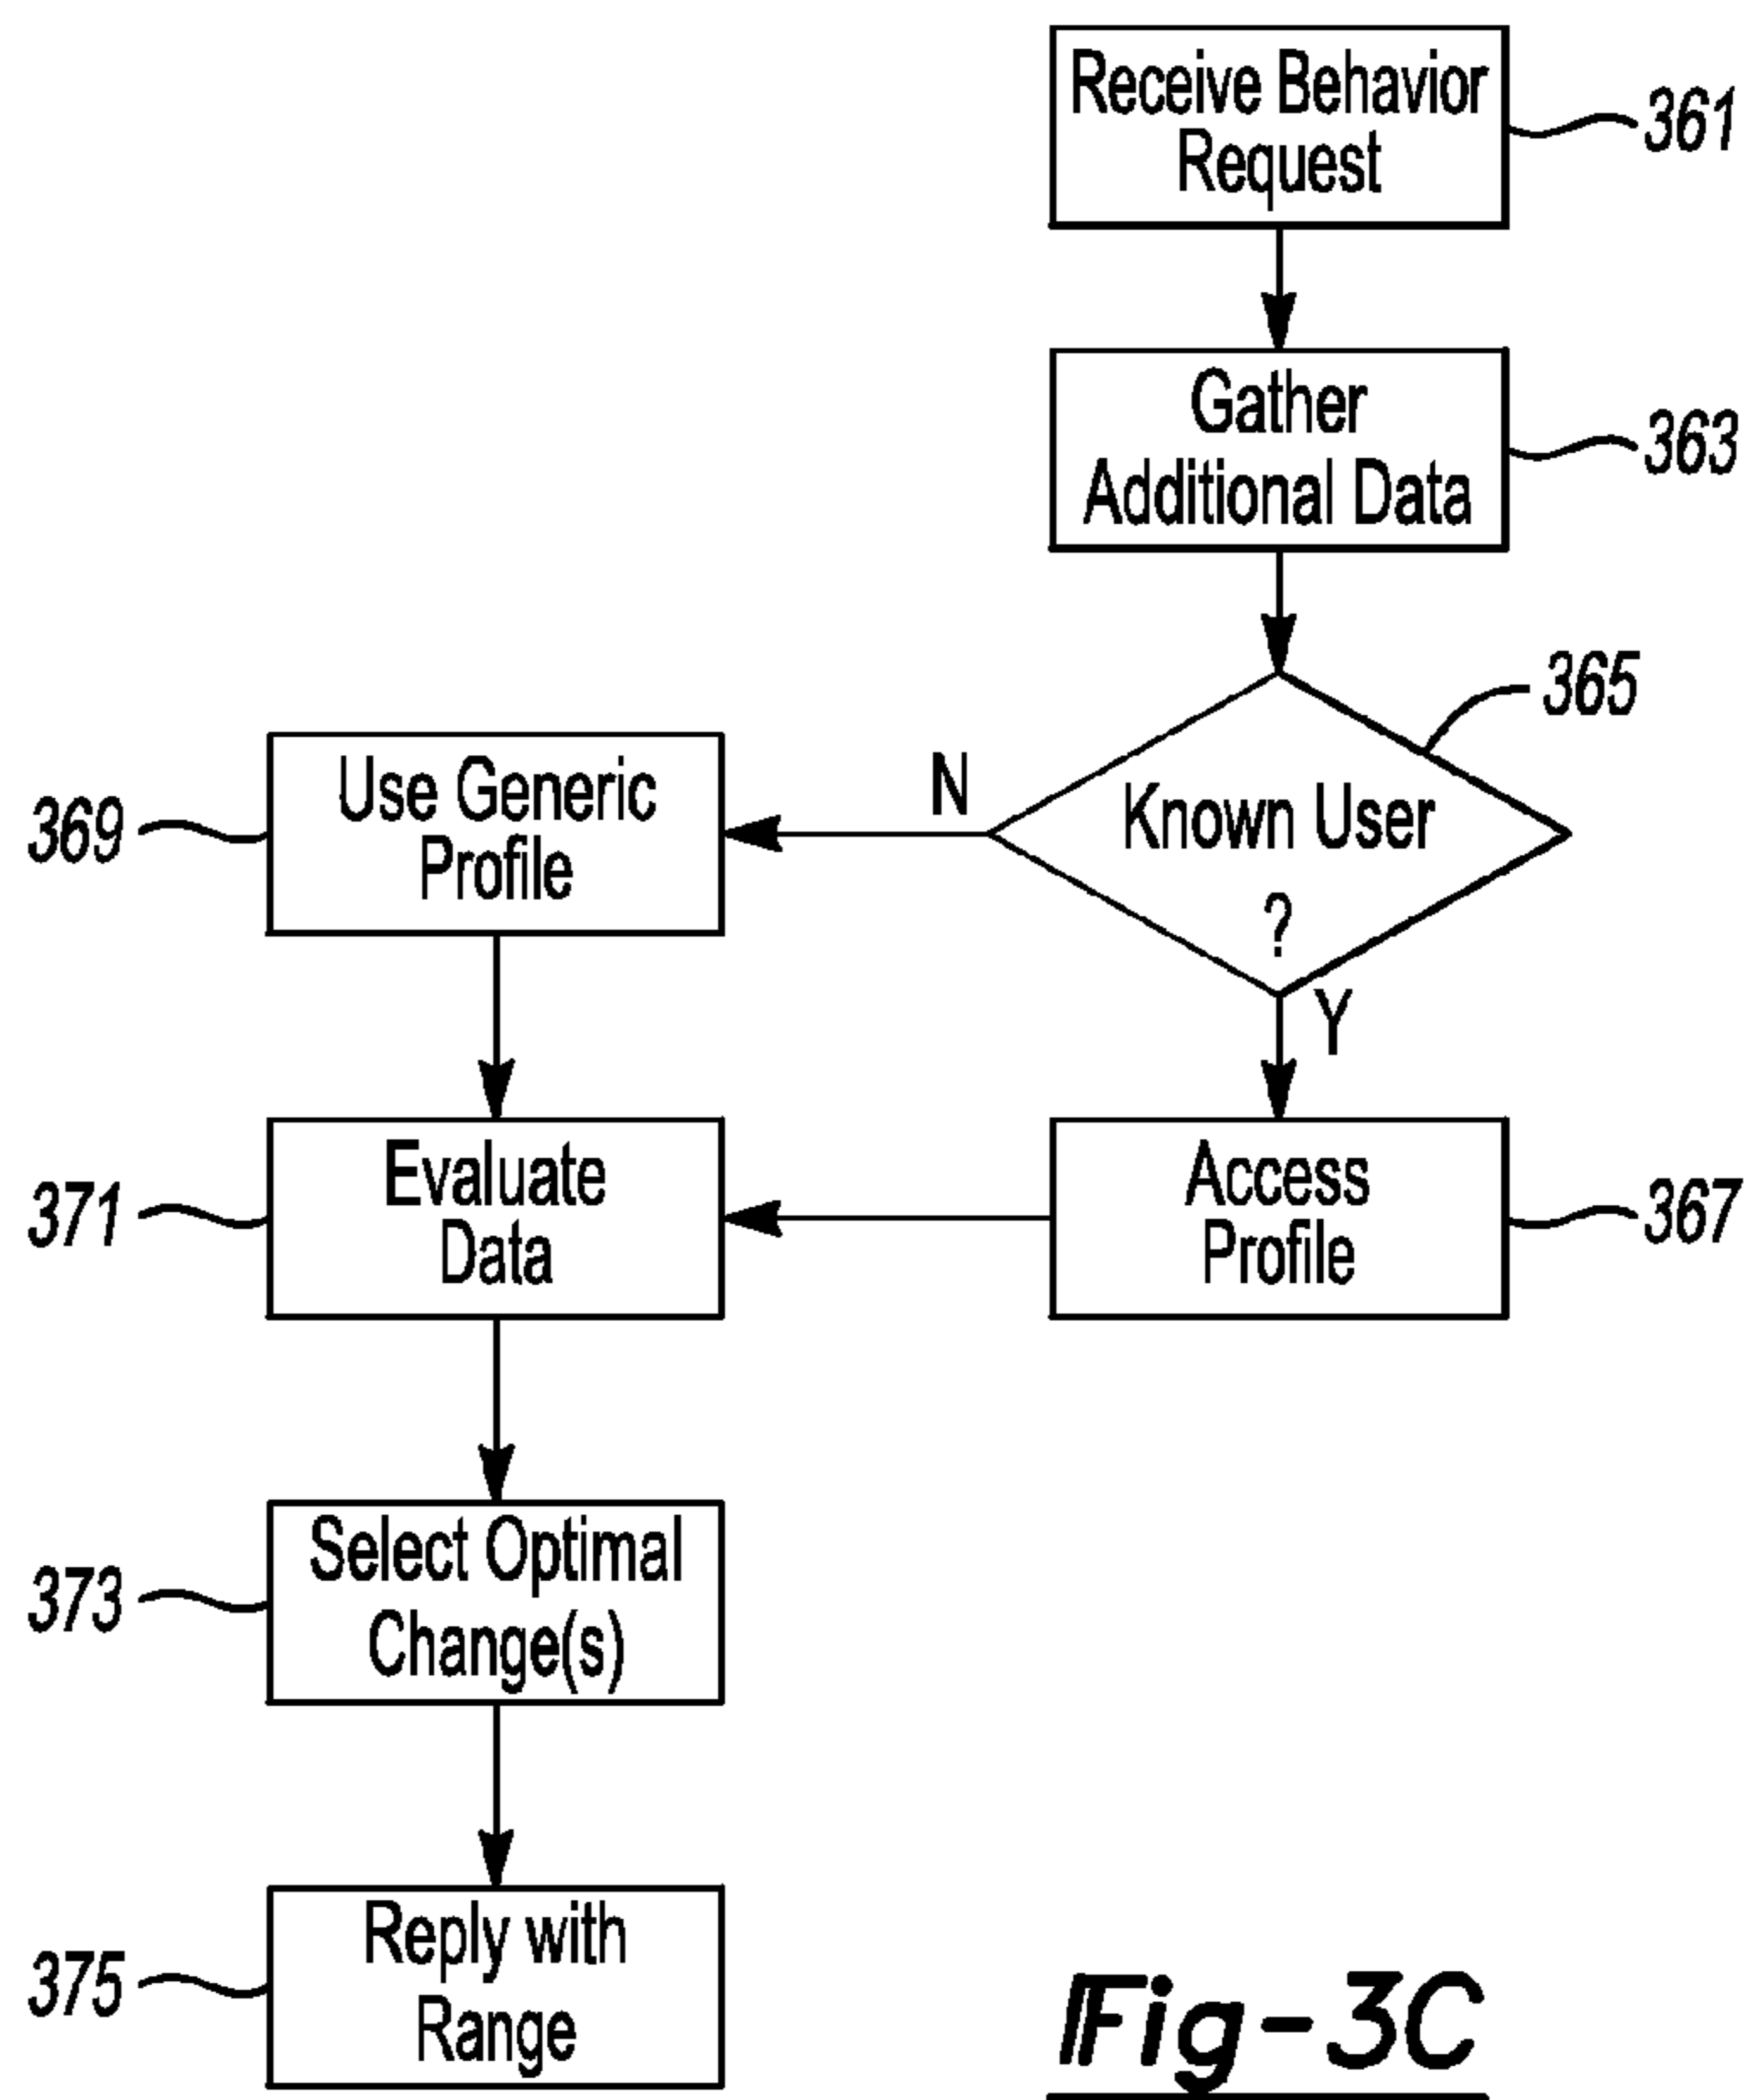 Receive Behavior
Request
361
Gather
Additional Data
363
365
Known User
?
N
Y
Use Generic
Profile
369
Access
Profile
367
Evaluate
Data
371
Select Optimal
Change(s)
373
Reply with
Range
375
Fig-3C